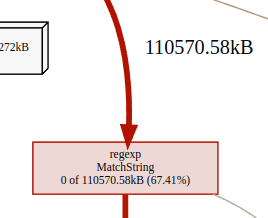 272kB
110570.58kB
regexp
MatchString
0 of 110570.58kB (67.41%)